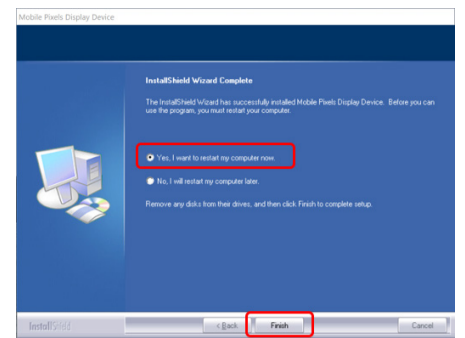 Mobile Pixels Display Device
InstallShield Wizard Complete
The InstallShield Wizard has successfully installed Mobile Pixels Display Device. Before you can
use the program, you must restart your computer.
Yes, I want to restart my computer now.
No, I will restart my computer later.
Remove any disks from their drives, and then click Finish to complete setup.
InstallShield
< Back Finish Cancel